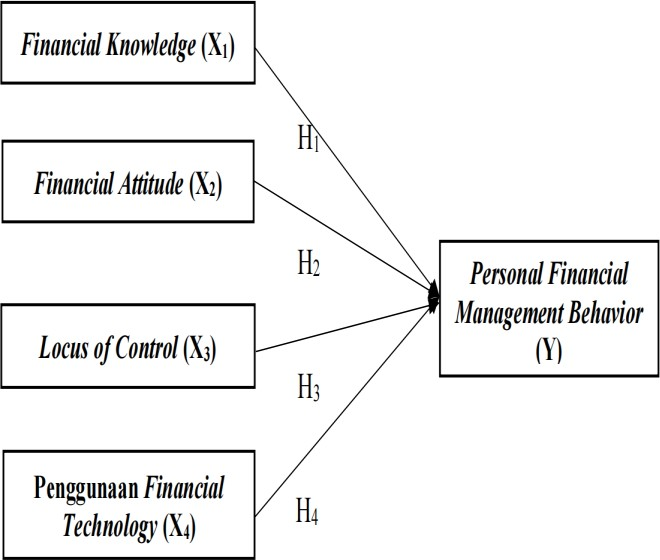 Financial Knowledge (X₁)
H₁
Financial Attitude (X₂)
H₂
Personal Financial
Management Behavior
(Y)
Locus of Control (X₃)
H₃
Penggunaan Financial
Technology (X₄)
H₄